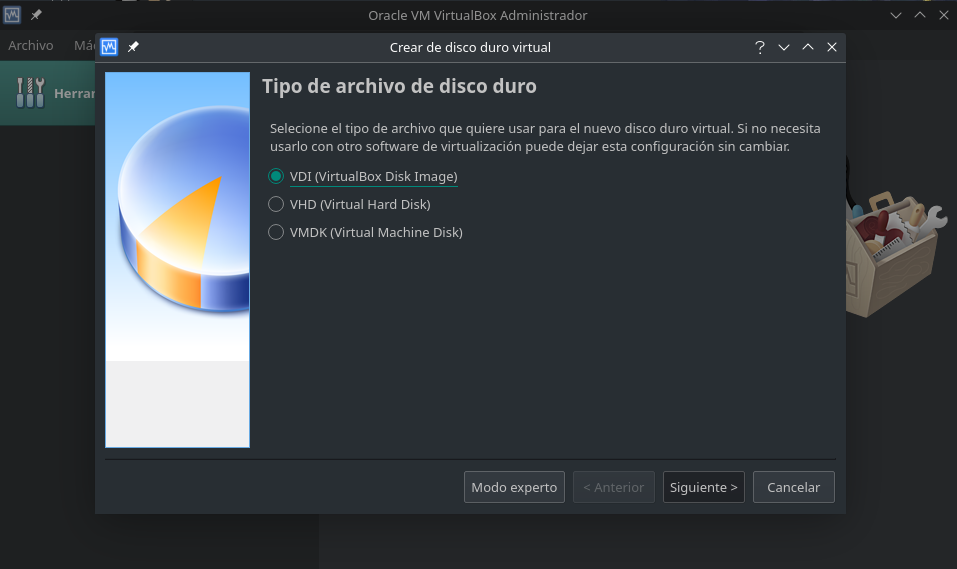 Oracle VM VirtualBox Administrador
Archivo
Crear de disco duro virtual
Tipo de archivo de disco duro
Selecione el tipo de archivo que quiere usar para el nuevo disco duro virtual. Si no necesita
usarlo con otro software de virtualización puede dejar esta configuración sin cambiar.
VDI (VirtualBox Disk Image)
VHD (Virtual Hard Disk)
VMDK (Virtual Machine Disk)
Modo experto
< Anterior
Siguiente >
Cancelar